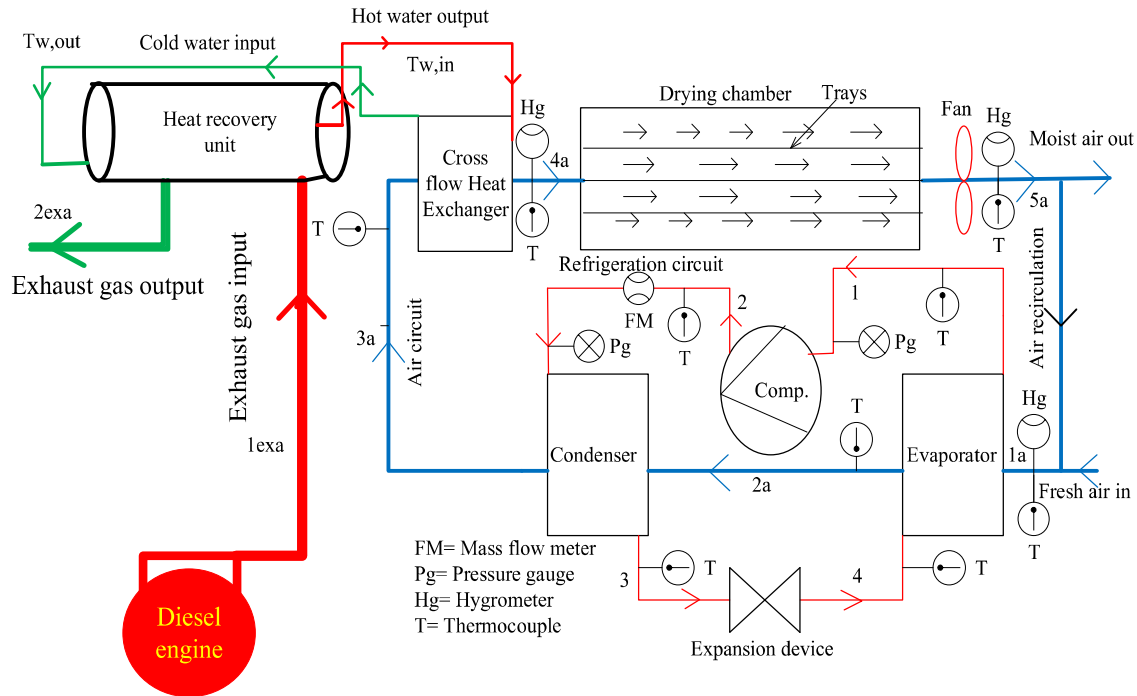 Hot water output
Tw,out
Cold water input
Tw,in
Heat recovery
unit
Cross
flow Heat
Exchanger
Hg
4a
T
Drying chamber
Trays
Fan
Hg
Moist air out
5a
T
2exa
Exhaust gas output
Exhaust gas input
1exa
T
3a
Air circuit
Refrigeration circuit
FM
T
2
1
T
Pg
Pg
Comp.
Air recirculation
Condenser
T
2a
Evaporator
Hg
1a
Fresh air in
T
FM= Mass flow meter
Pg= Pressure gauge
Hg= Hygrometer
T= Thermocouple
3
T
4
T
Expansion device
Diesel
engine